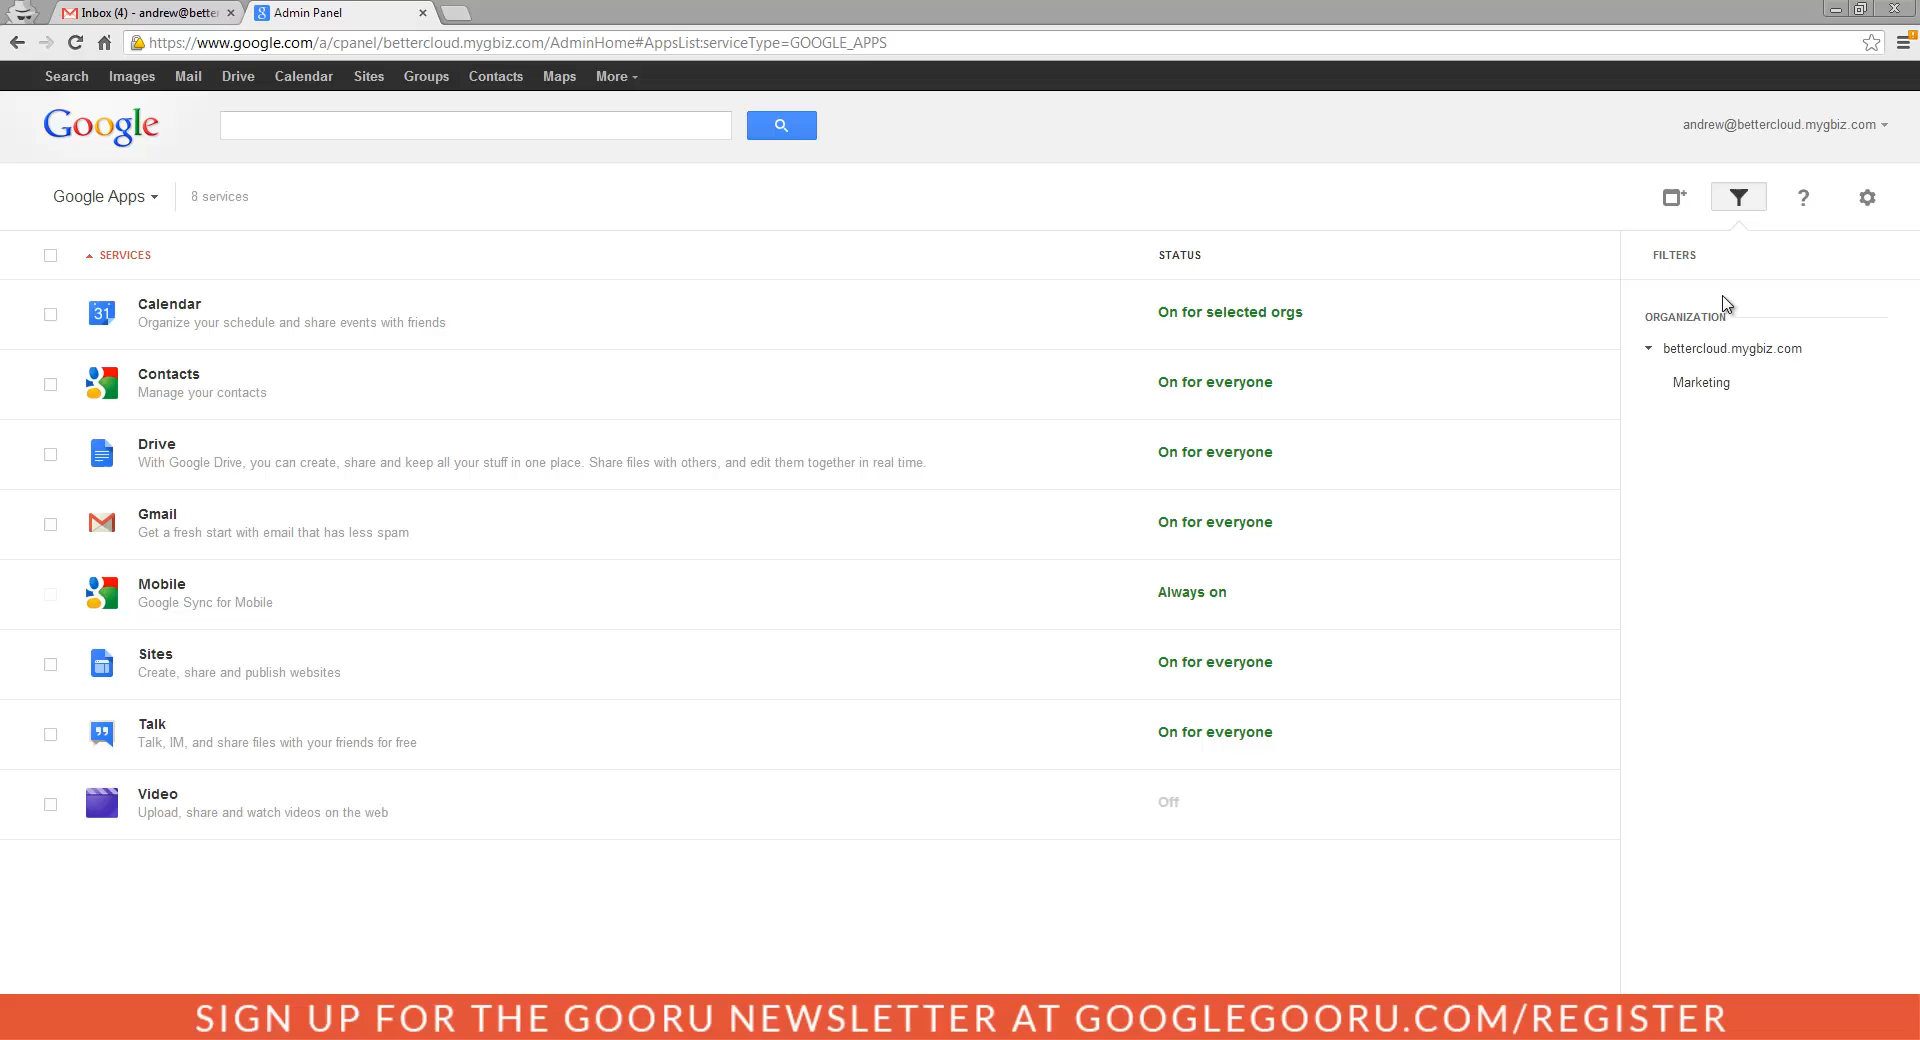 Inbox (4) - andrew@better
Admin Panel
https://www.google.com/a/cpanel/bettercloud.mygbiz.com/AdminHome#AppsList:serviceType=GOOGLE_APPS
Search Images Mail Drive Calendar Sites Groups Contacts Maps More
Google
andrew@bettercloud.mygbiz.com
Google Apps
8 services
?
SERVICES
STATUS
FILTERS
31
Calendar
Organize your schedule and share events with friends
On for selected orgs
ORGANIZATION
bettercloud.mygbiz.com
Marketing
Contacts
Manage your contacts
On for everyone
Drive
With Google Drive, you can create, share and keep all your stuff in one place. Share files with others, and edit them together in real time.
On for everyone
Gmail
Get a fresh start with email that has less spam
On for everyone
Mobile
Google Sync for Mobile
Always on
Sites
Create, share and publish websites
On for everyone
Talk
Talk, IM, and share files with your friends for free
On for everyone
Video
Upload, share and watch videos on the web
Off
SIGN UP FOR THE GOORU NEWSLETTER AT GOOGLEGOORU.COM/REGISTER